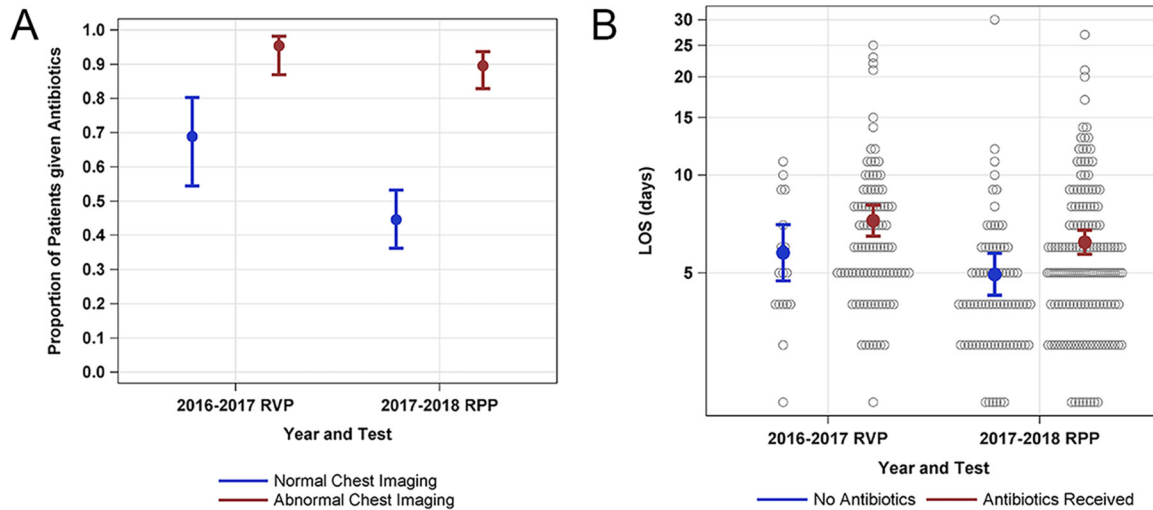 A
Proportion of Patients given Antibiotics
1.0
0.9
0.8
0.7
0.6
0.5
0.4
0.3
0.2
0.1
0.0
2016-2017 RVP
2017-2018 RPP
Year and Test
Normal Chest Imaging
Abnormal Chest Imaging
B
LOS (days)
30
25
20
15
10
5
2016-2017 RVP
2017-2018 RPP
Year and Test
No Antibiotics
Antibiotics Received